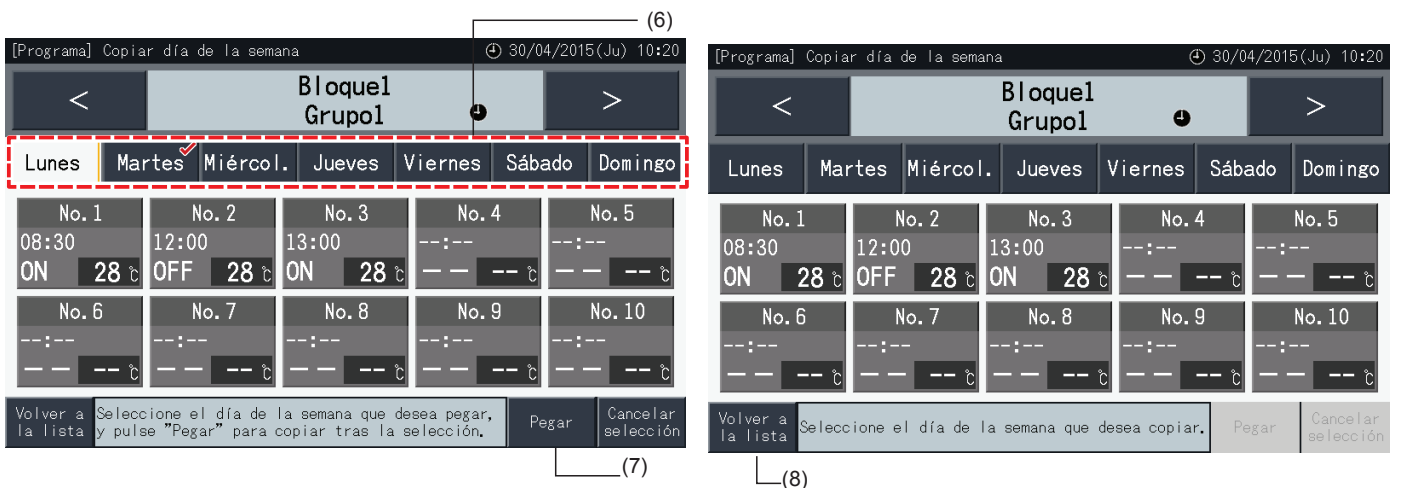 (6)
[Programa] Copiar día de la semana 30/04/2015(Ju) 10:20
< Bloque1 >
Grupo1
Lunes Martes Miércol. Jueves Viernes Sábado Domingo
No.1 No.2 No.3 No.4 No.5
08:30 12:00 13:00 --:-- --:--
ON 28℃ OFF 28℃ ON 28℃ — — --℃ — — --℃
No.6 No.7 No.8 No.9 No.10
--:-- --:-- --:-- --:-- --:--
— — --℃ — — --℃ — — --℃ — — --℃ — — --℃
Volver a la lista
Seleccione el día de la semana que desea pegar,
y pulse "Pegar" para copiar tras la selección.
Pegar
Cancelar
selección
(7)
[Programa] Copiar día de la semana 30/04/2015(Ju) 10:20
< Bloque1 >
Grupo1
Lunes Martes Miércol. Jueves Viernes Sábado Domingo
No.1 No.2 No.3 No.4 No.5
08:30 12:00 13:00 --:-- --:--
ON 28℃ OFF 28℃ ON 28℃ — — --℃ — — --℃
No.6 No.7 No.8 No.9 No.10
--:-- --:-- --:-- --:-- --:--
— — --℃ — — --℃ — — --℃ — — --℃ — — --℃
Volver a
la lista
Seleccione el día de la semana que desea copiar.
Pegar
Cancelar
selección
(8)